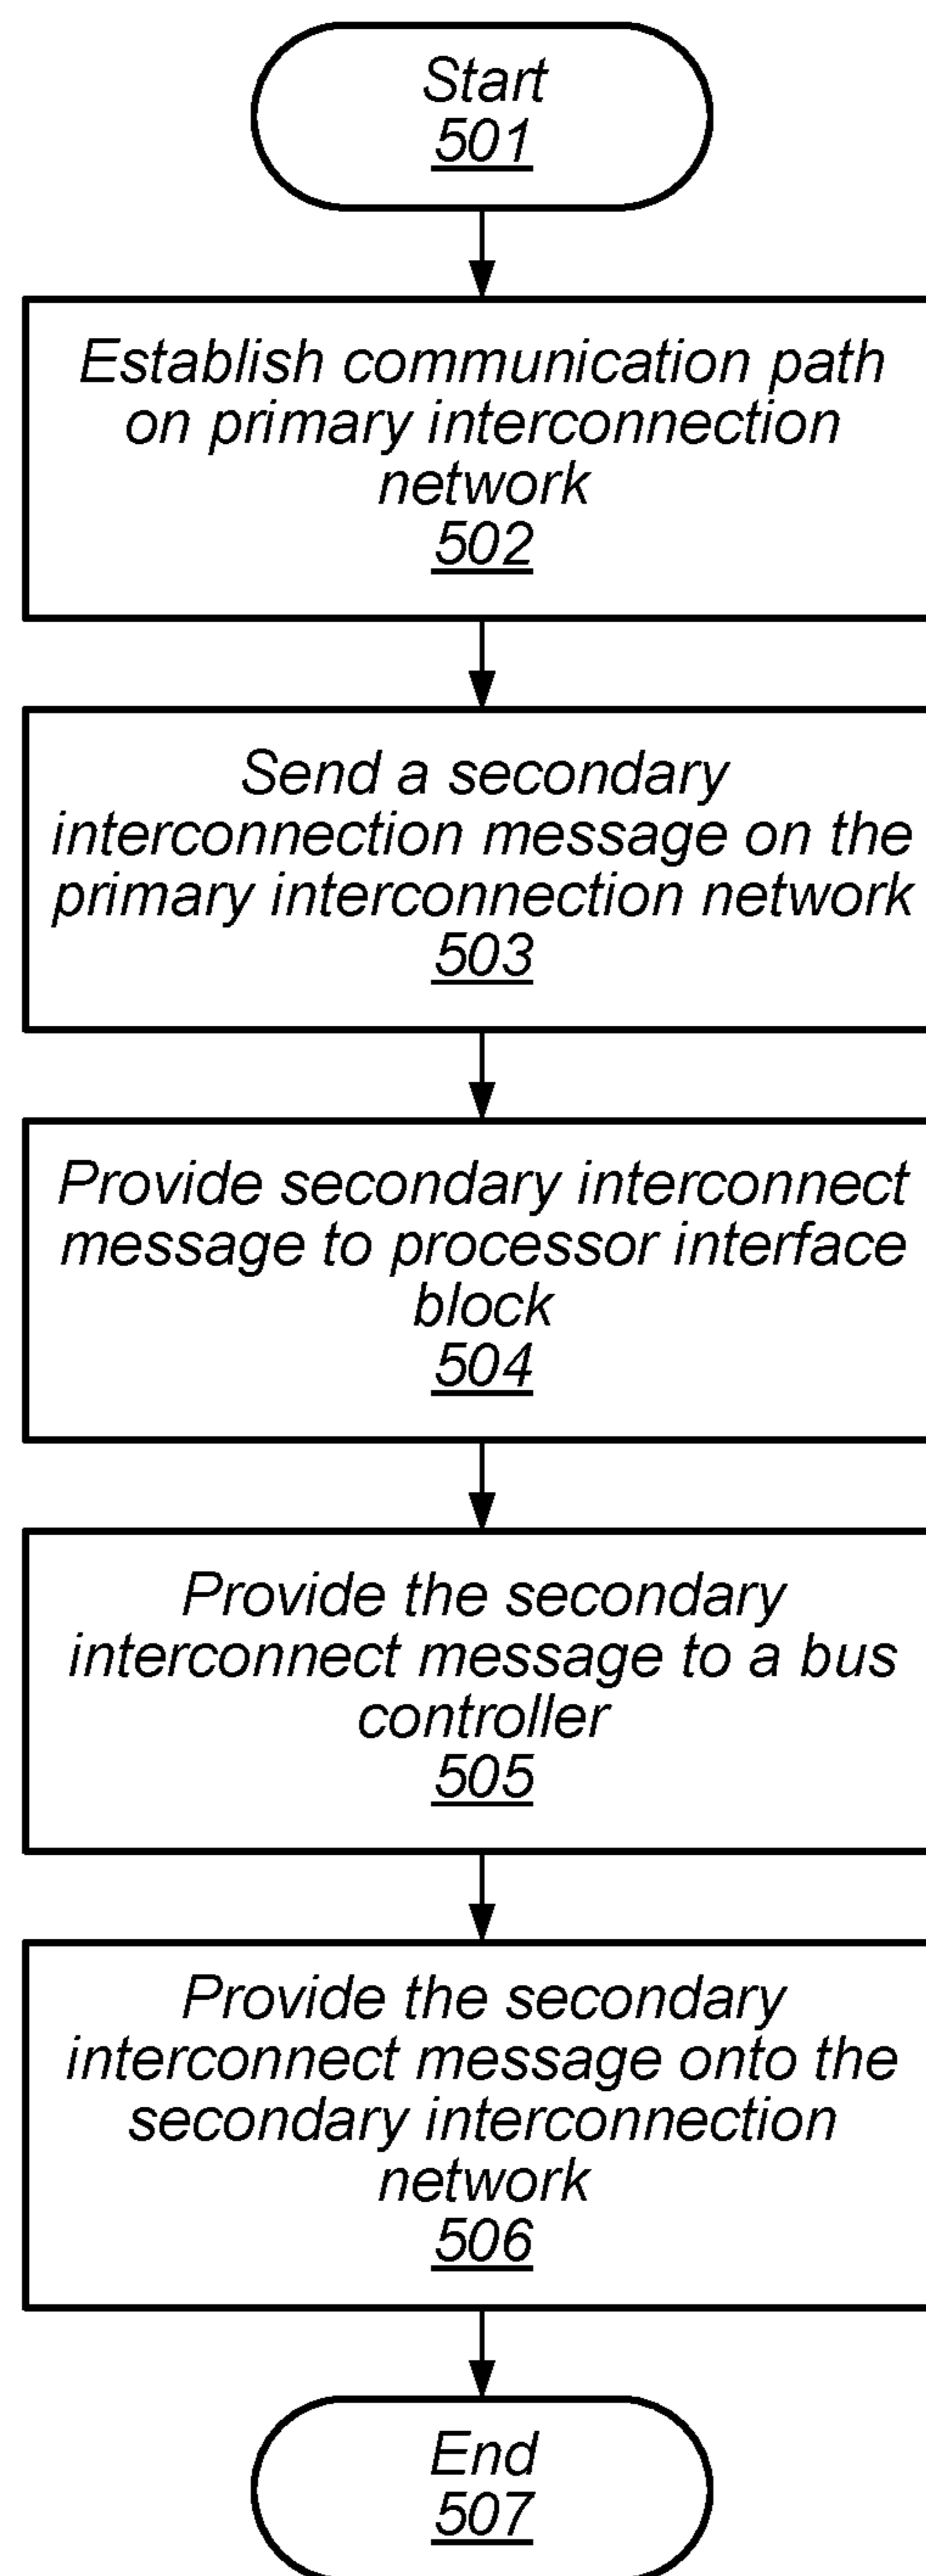 Start
501
Establish communication path
on primary interconnection
network
502
Send a secondary
interconnection message on the
primary interconnection network
503
Provide secondary interconnect
message to processor interface
block
504
Provide the secondary
interconnect message to a bus
controller
505
Provide the secondary
interconnect message onto the
secondary interconnection
network
506
End
507